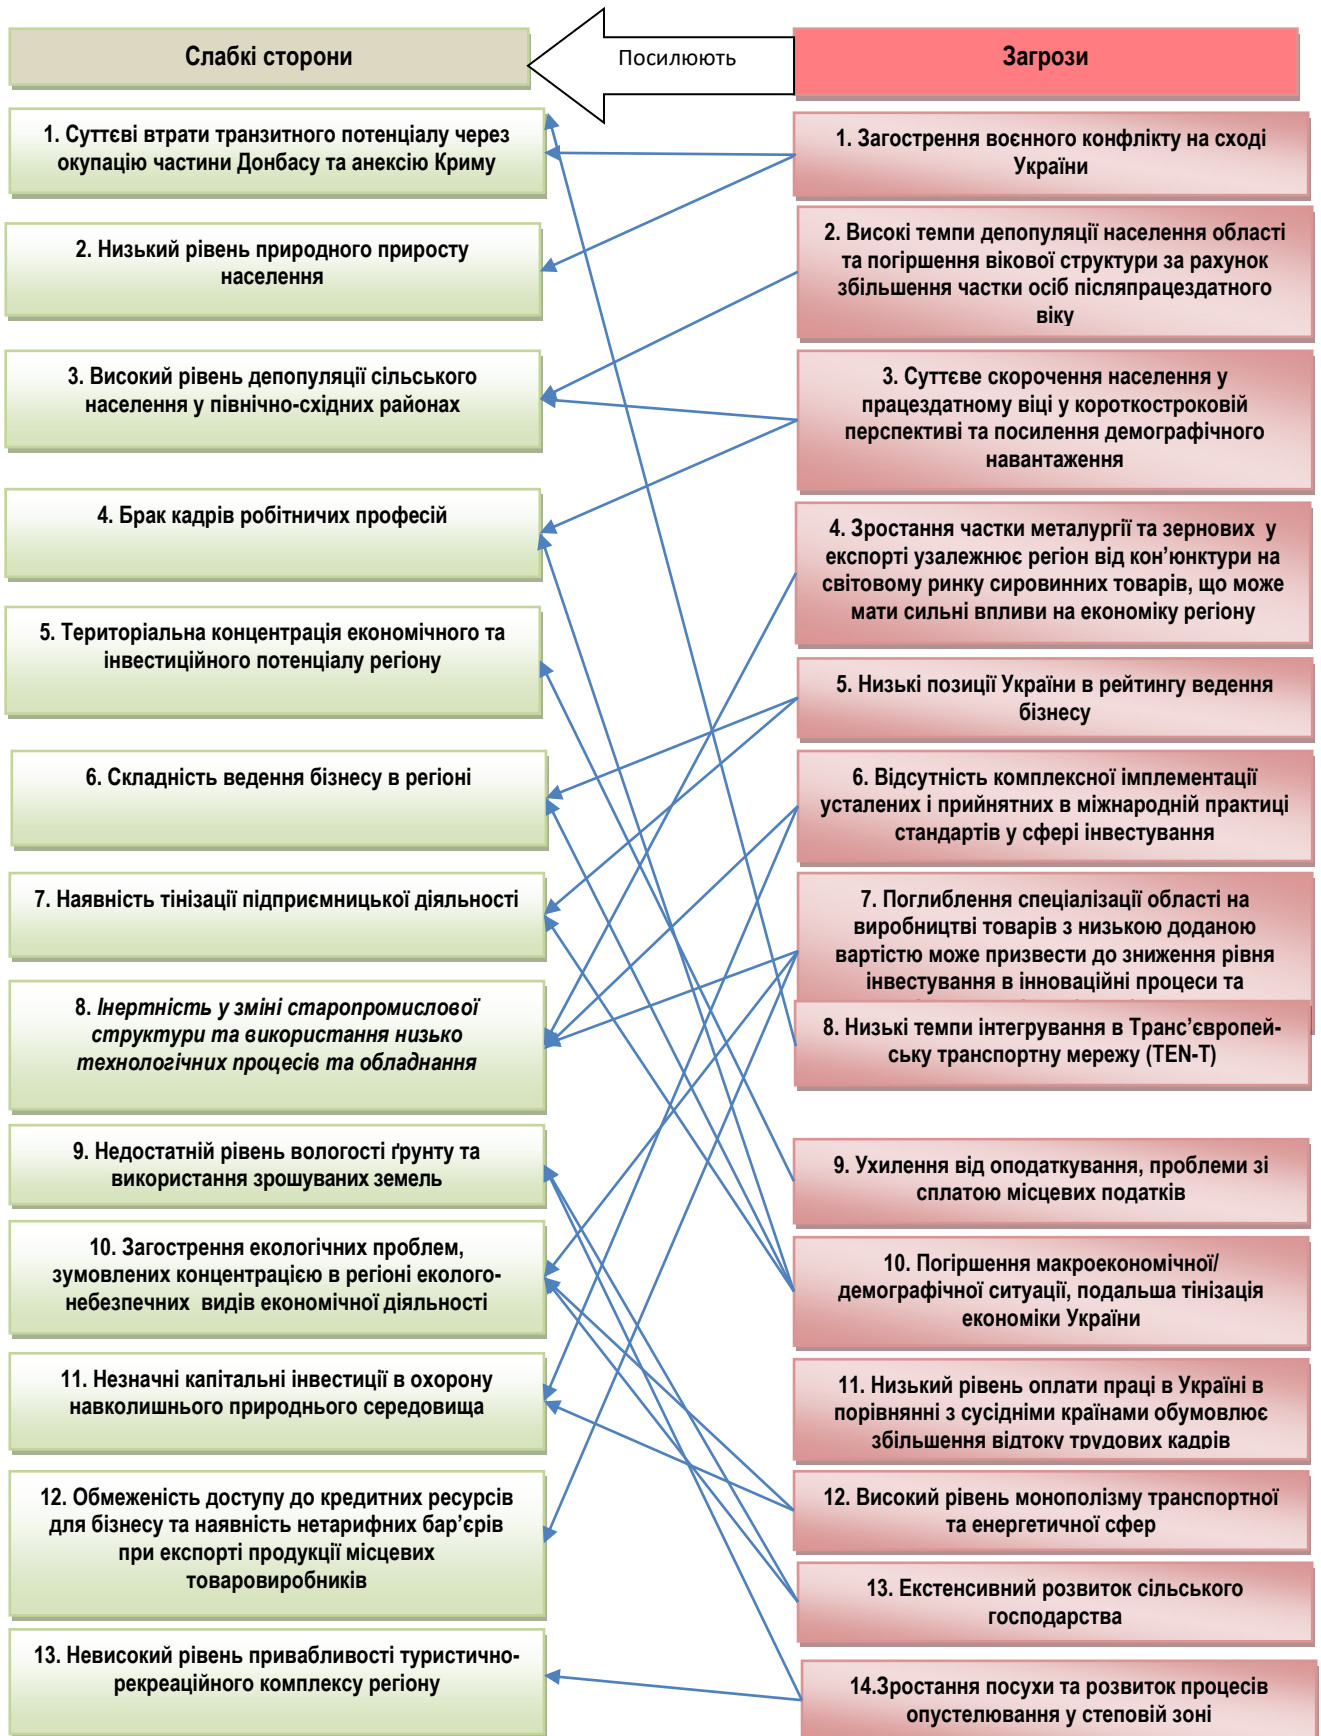 Слабкі сторони
Посилюють
Загрози
1. Суттєві втрати транзитного потенціалу через
окупацію частини Донбасу та анексію Криму
2. Низький рівень природного приросту
населення
3. Високий рівень депопуляції сільського
населення у північно-східних районах
4. Брак кадрів робітничих професій
5. Територіальна концентрація економічного та
інвестиційного потенціалу регіону
6. Складність ведення бізнесу в регіоні
7. Наявність тінізації підприємницької діяльності
8. Інертність у зміні старопромислової
структури та використання низько
технологічних процесів та обладнання
9. Недостатній рівень вологості ґрунту та
використання зрошуваних земель
10. Загострення екологічних проблем,
зумовлених концентрацією в регіоні еколого-
небезпечних видів економічної діяльності
11. Незначні капітальні інвестиції в охорону
навколишнього природнього середовища
12. Обмеженість доступу до кредитних ресурсів
для бізнесу та наявність нетарифних бар’єрів
при експорті продукції місцевих
товаровиробників
13. Невисокий рівень привабливості туристично-
рекреаційного комплексу регіону
1. Загострення воєнного конфлікту на сході
України
2. Високі темпи депопуляції населення області
та погіршення вікової структури за рахунок
збільшення частки осіб післяпрацездатного
віку
3. Суттєве скорочення населення у
працездатному віці у короткостроковій
перспективі та посилення демографічного
навантаження
4. Зростання частки металургії та зернових у
експорті узалежнює регіон від кон’юнктури на
світовому ринку сировинних товарів, що може
мати сильні впливи на економіку регіону
5. Низькі позиції України в рейтингу ведення
бізнесу
6. Відсутність комплексної імплементації
усталених і прийнятних в міжнародній практиці
стандартів у сфері інвестування
7. Поглиблення спеціалізації області на
виробництві товарів з низькою доданою
вартістю може призвести до зниження рівня
інвестування в інноваційні процеси та
8. Низькі темпи інтегрування в Транс’європей-
ську транспортну мережу (TEN-T)
9. Ухилення від оподаткування, проблеми зі
сплатою місцевих податків
10. Погіршення макроекономічної/
демографічної ситуації, подальша тінізація
економіки України
11. Низький рівень оплати праці в Україні в
порівнянні з сусідніми країнами обумовлює
збільшення відтоку трудових кадрів
12. Високий рівень монополізму транспортної
та енергетичної сфер
13. Екстенсивний розвиток сільського
господарства
14.Зростання посухи та розвиток процесів
опустелювання у степовій зоні